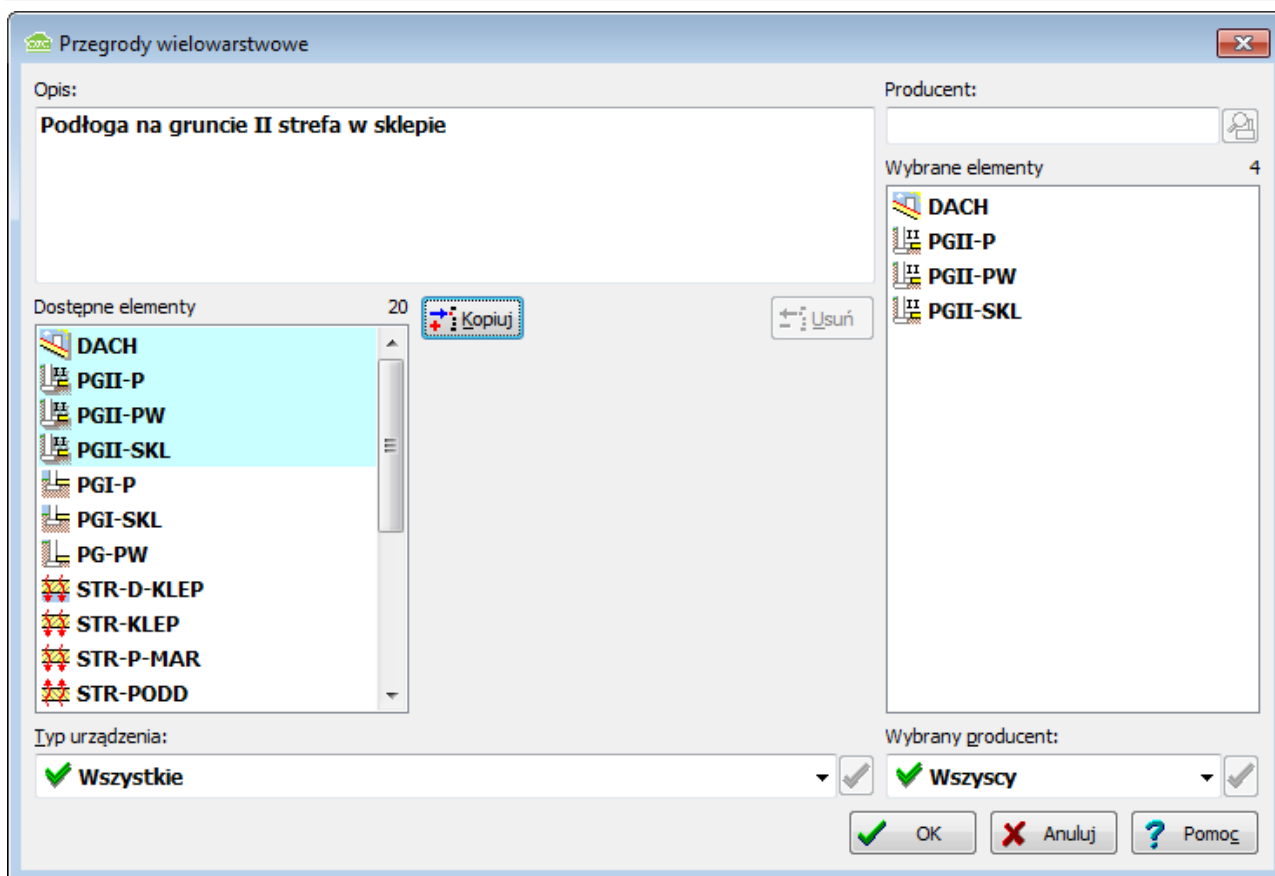 Przegrody wielowarstwowe
Opis:
Podłoga na gruncie II strefa w sklepie
Producent:
Wybrane elementy 4
DACH
PGII-P
PGII-PW
PGII-SKL
Dostępne elementy 20
Kopiuj
Usuń
DACH
PGII-P
PGII-PW
PGII-SKL
PGI-P
PGI-SKL
PG-PW
STR-D-KLEP
STR-KLEP
STR-P-MAR
STR-PODD
Typ urządzenia:
Wszystkie
Wybrany producent:
Wszyscy
OK Anuluj Pomoc